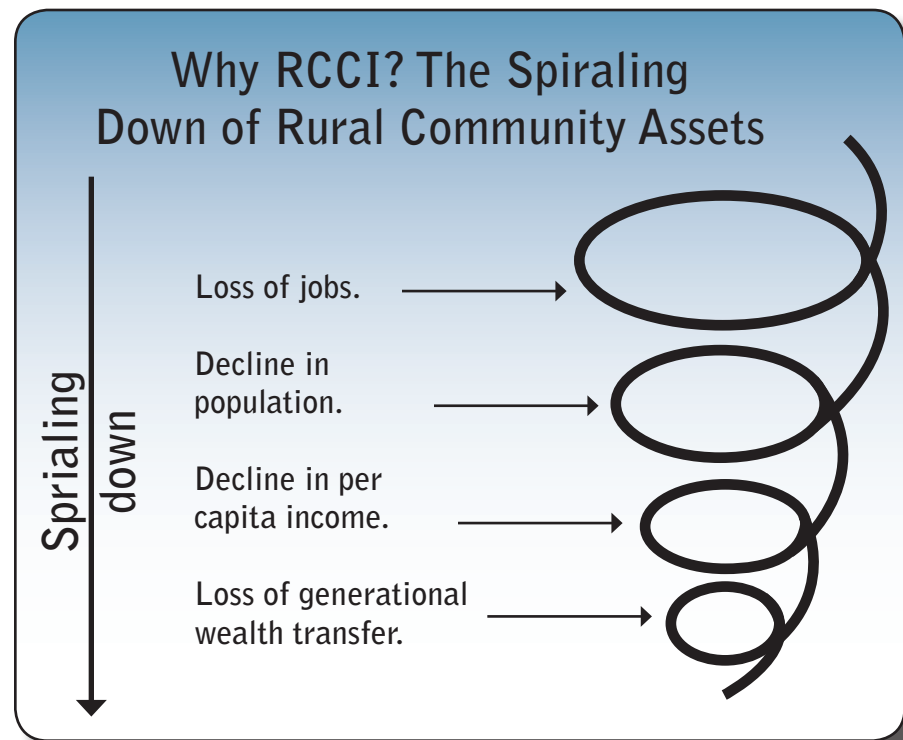 Why RCCI? The Spiraling
Down of Rural Community Assets
Loss of jobs.
Decline in
population.
Decline in per
capita income.
Loss of generational
wealth transfer.
Sprialing
down